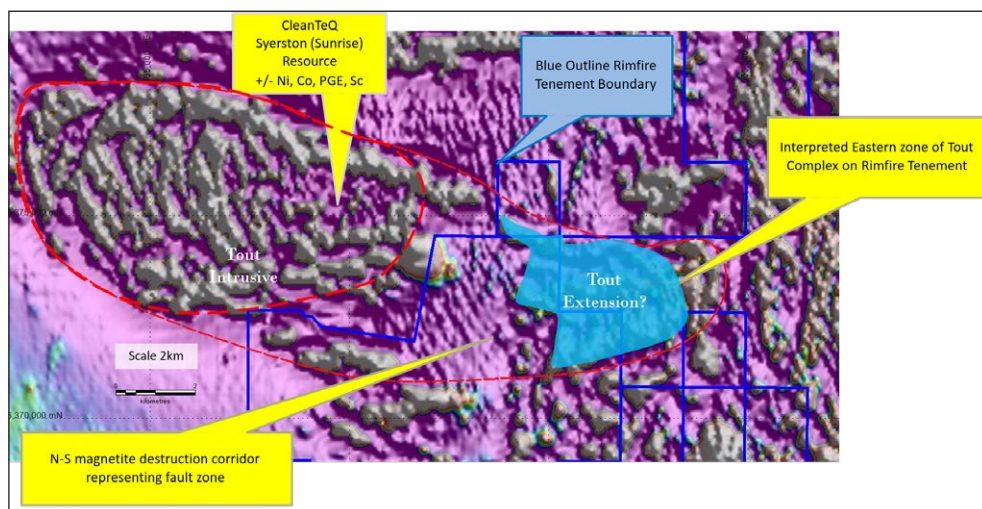 CleanTeQ
Syerston (Sunrise)
Resource
+/- Ni, Co, PGE, Sc
Blue Outline Rimfire
Tenement Boundary
Interpreted Eastern zone of Tout
Complex on Rimfire Tenement
Tout
Intrusive
Tout
Extension?
Scale 2km
0
2
kilometres
370,000 mN
N-S magnetite destruction corridor
representing fault zone